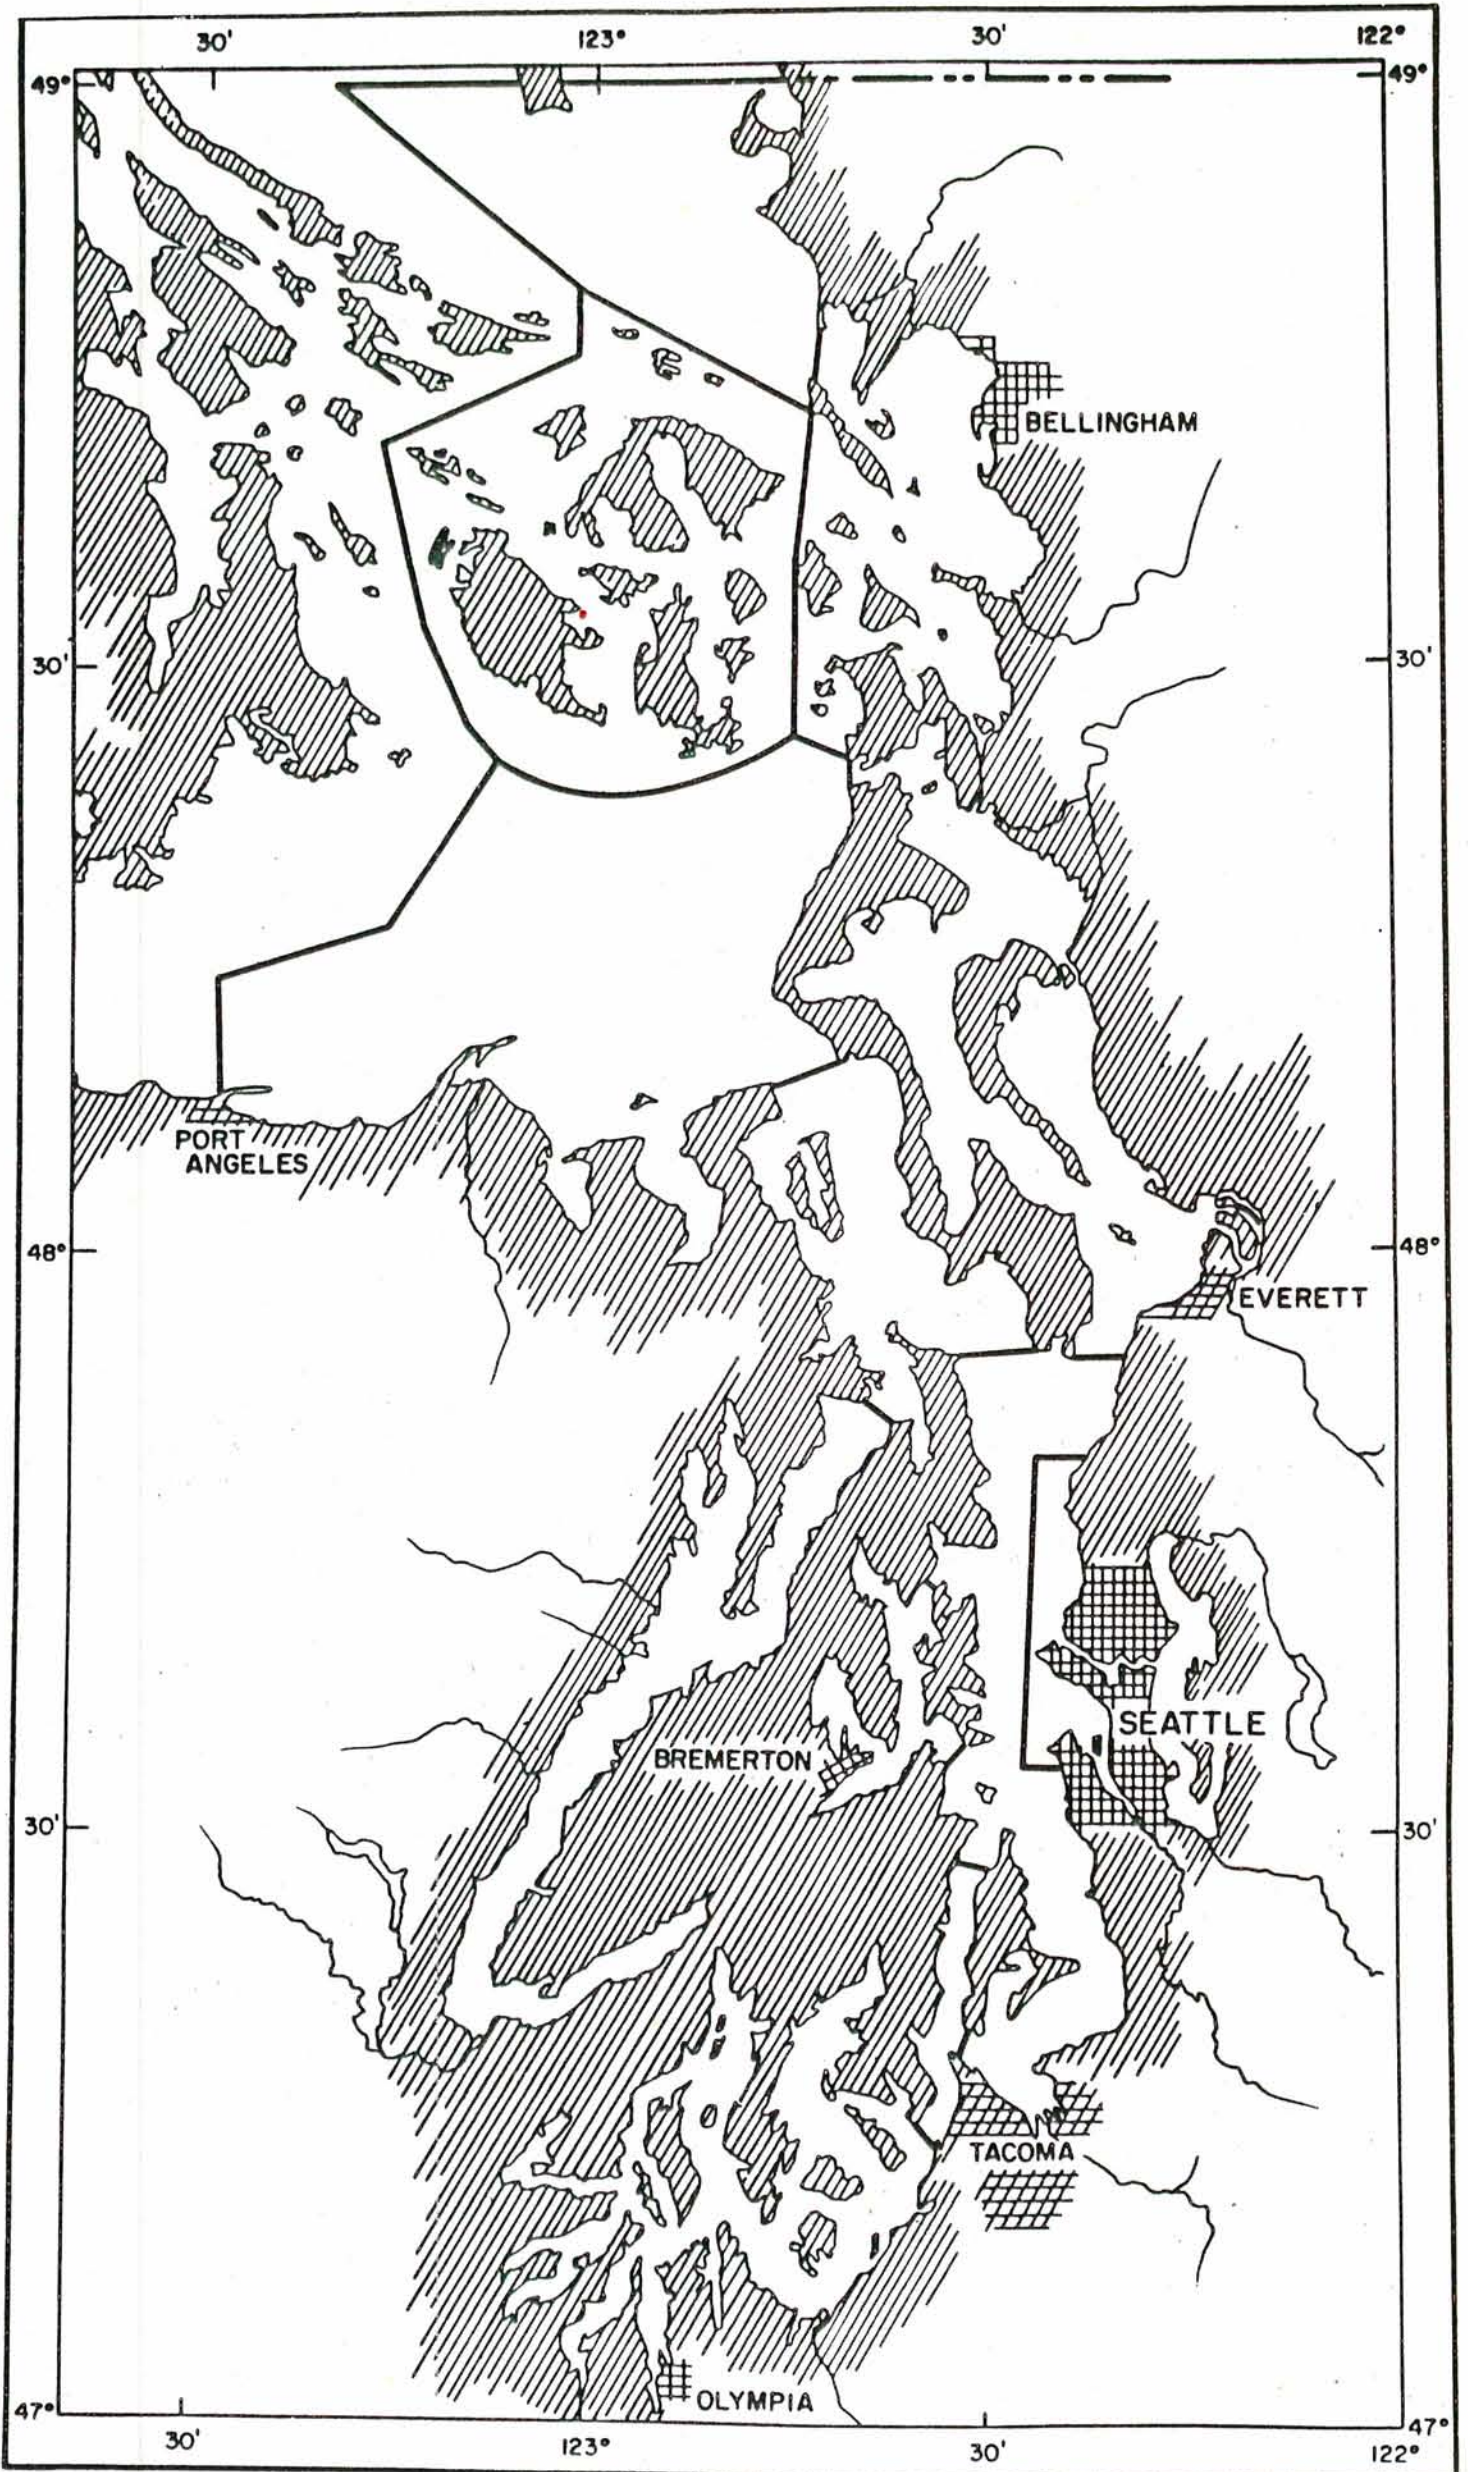 30' 123° 30' 122°
49° 49°
BELLINGHAM
30' 30'
PORT
ANGELES
48° 48°
EVERETT
SEATTLE
BREMERTON
30' 30'
TACOMA
OLYMPIA
47° 47°
30' 123° 30' 122°